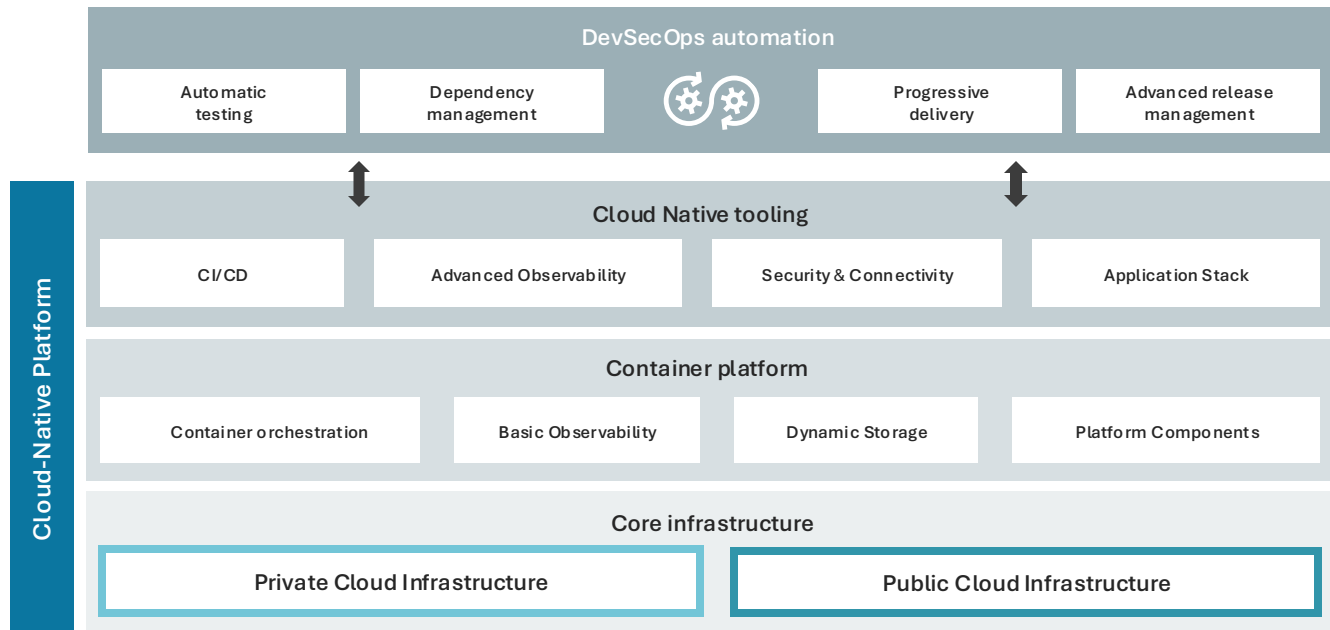 DevSecOps automation
Automatic
testing
Dependency
management
Progressive
delivery
Advanced release
management
Cloud-Native Platform
Cloud Native tooling
CI/CD
Advanced Observability
Security & Connectivity
Application Stack
Container platform
Container orchestration
Basic Observability
Dynamic Storage
Platform Components
Core infrastructure
Private Cloud Infrastructure
Public Cloud Infrastructure